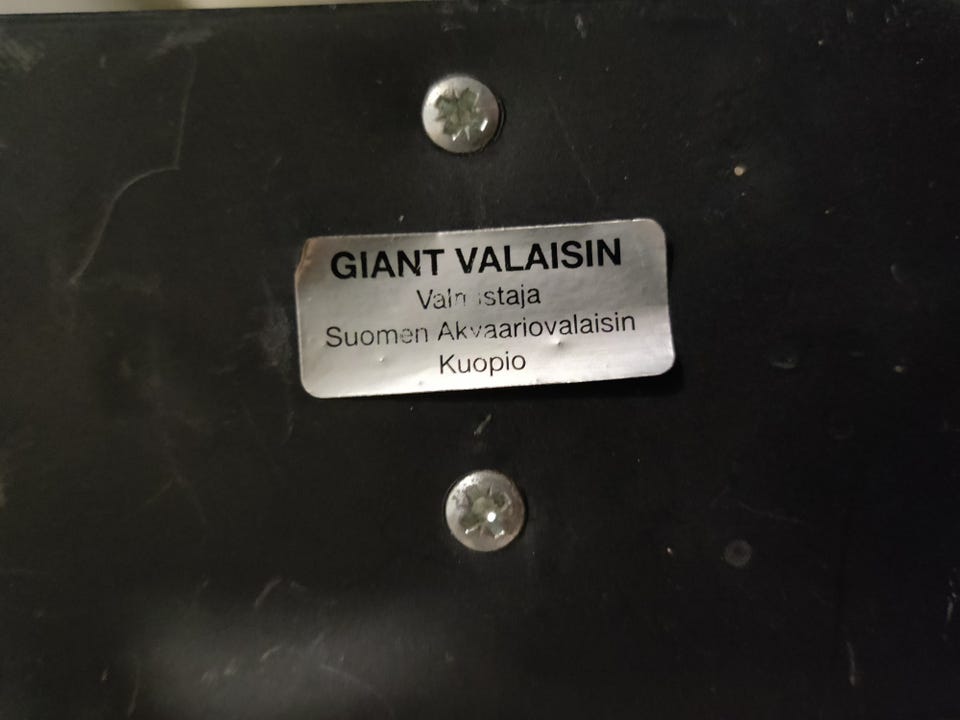 GIANT VALAISIN
Valmistaja
Suomen Akvaariovalaisin
Kuopio